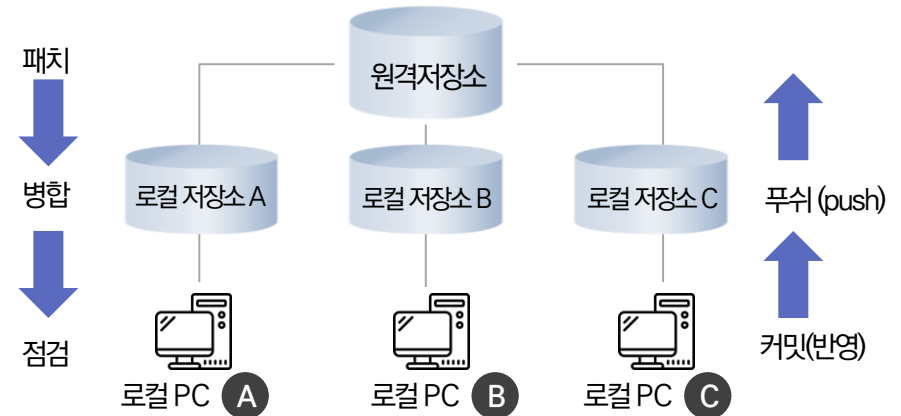 패치
원격저장소
병합
로컬 저장소 A
로컬 저장소 B
로컬 저장소 C
푸쉬 (push)
점검
커밋(반영)
로컬 PC A
로컬 PC B
로컬 PC C